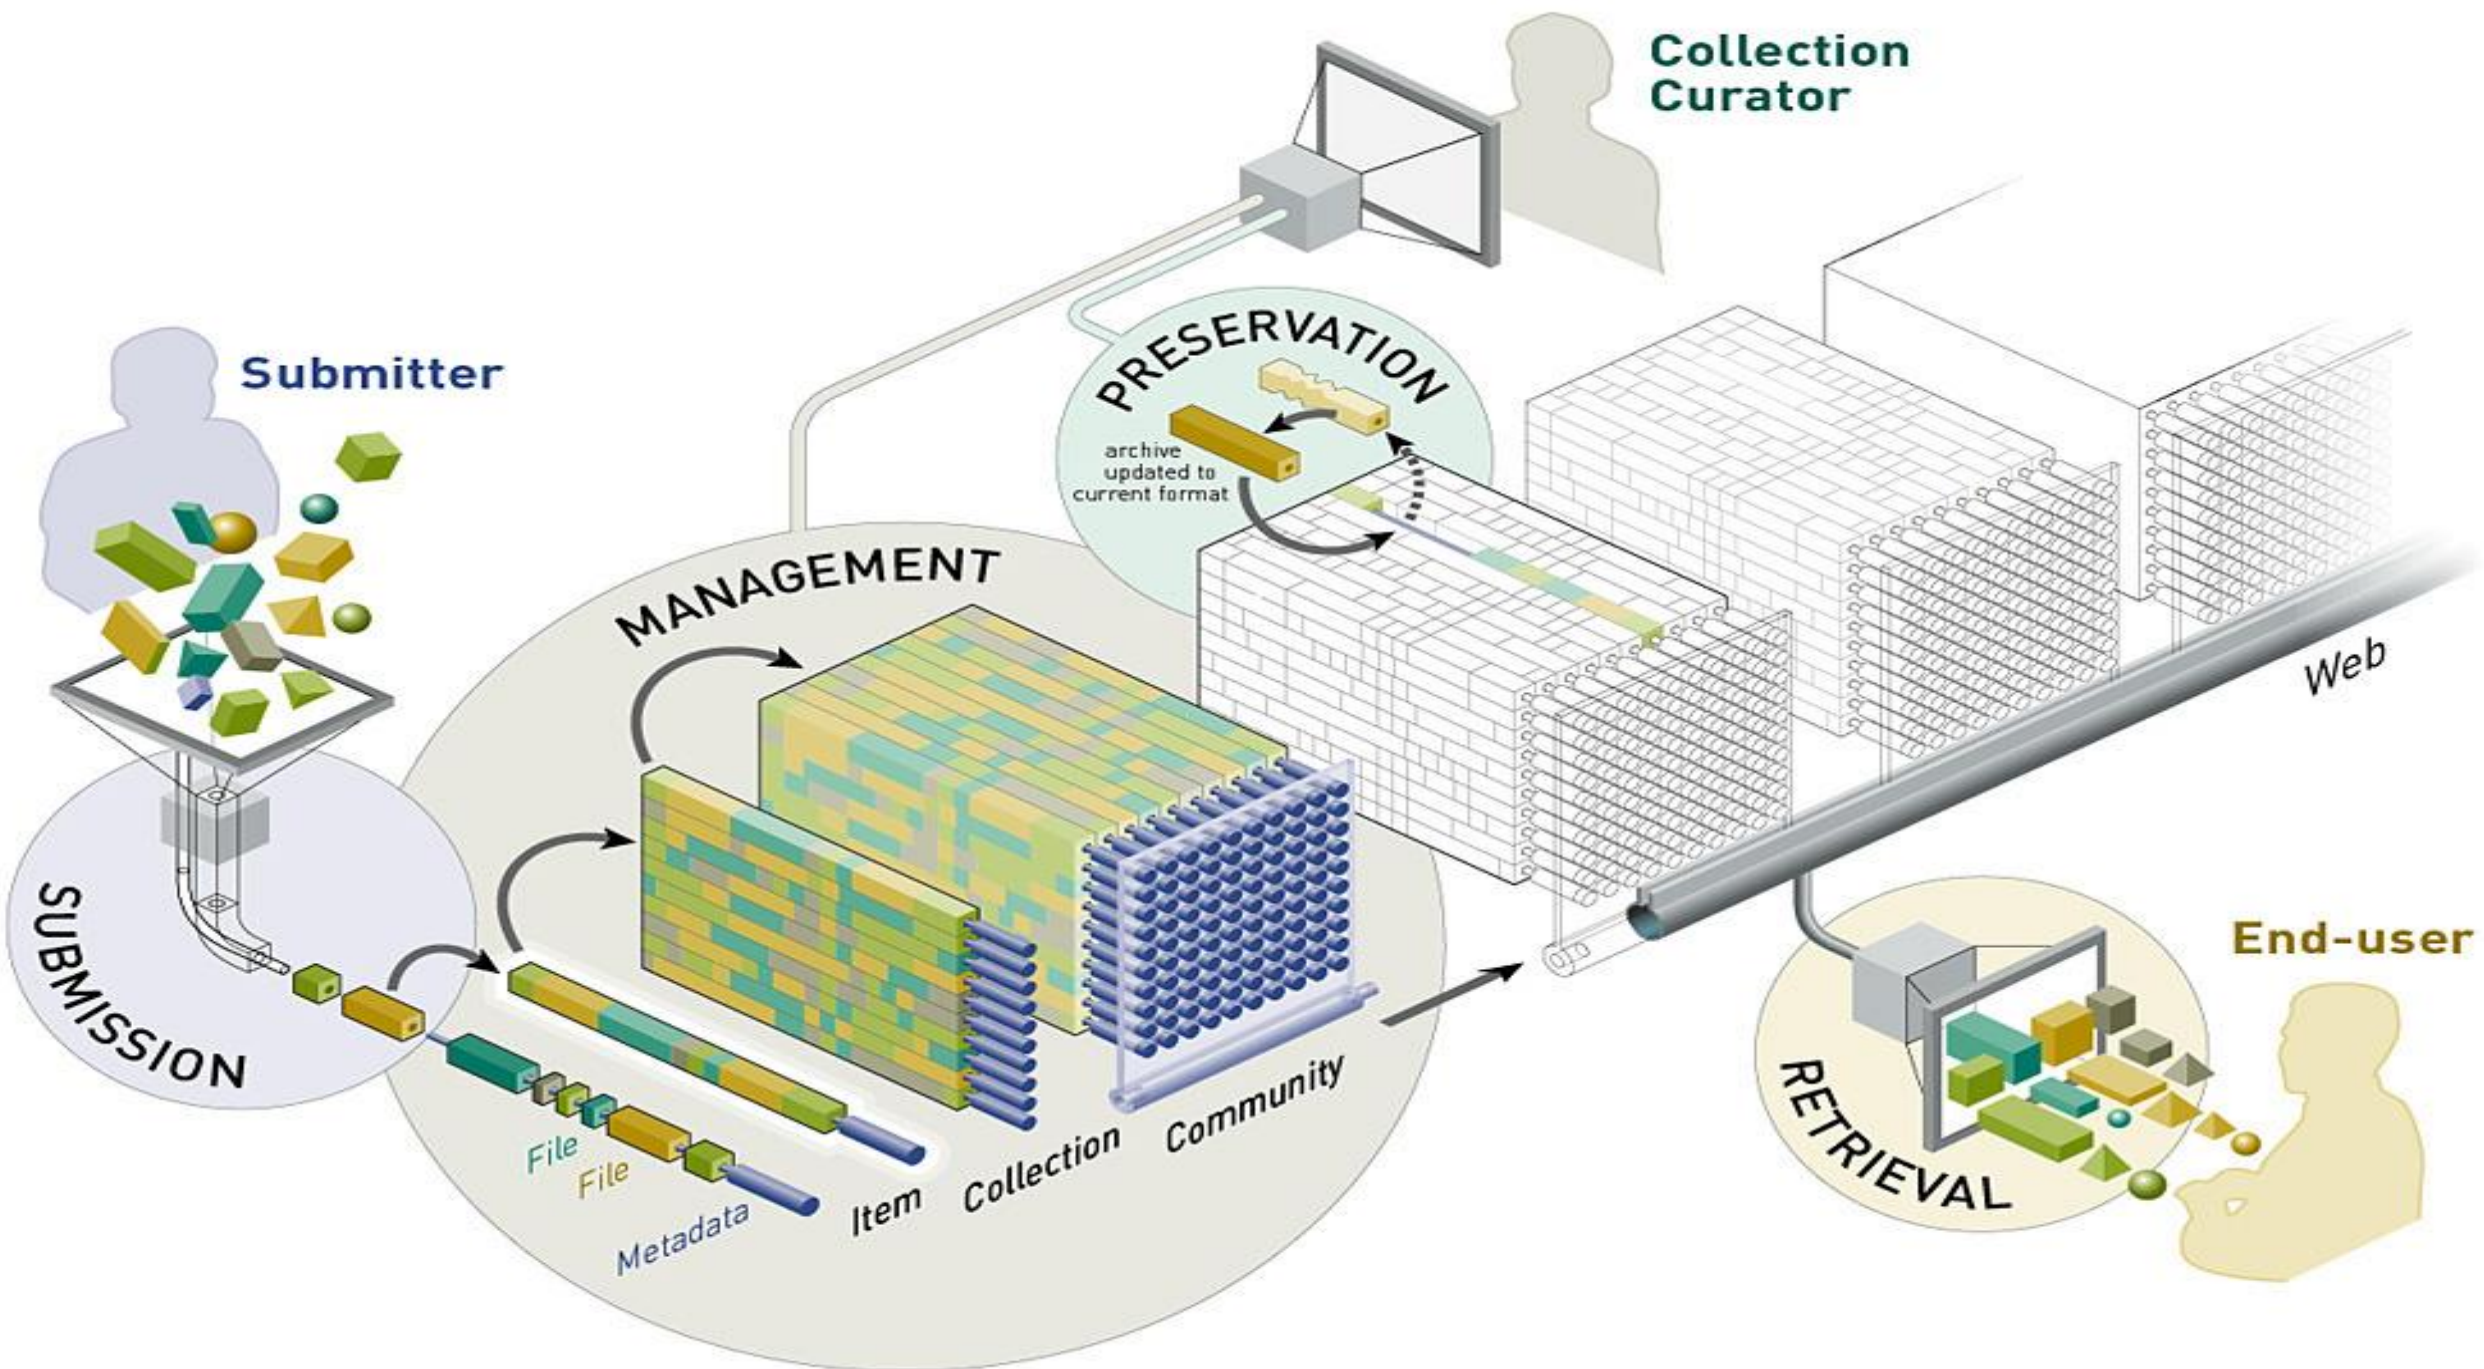 Collection
Curator
PRESERVATION
archive
updated to
current format
Submitter
MANAGEMENT
Web
SUBMISSION
End-user
RETRIEVAL
File
File
Metadata
Item
Collection
Community